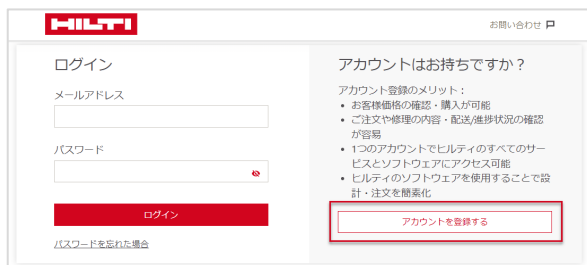 HILTI
お問い合わせ
ログイン
メールアドレス
パスワード
ログイン
パスワードを忘れた場合
アカウントはお持ちですか？
アカウント登録のメリット：
• お客様価格の確認・購入が可能
• ご注文や修理の内容・配送/進捗状況の確認
が容易
• 1つのアカウントでヒルティのすべてのサー
ビスとソフトウェアにアクセス可能
• ヒルティのソフトウェアを使用することで設
計・注文を簡素化
アカウントを登録する